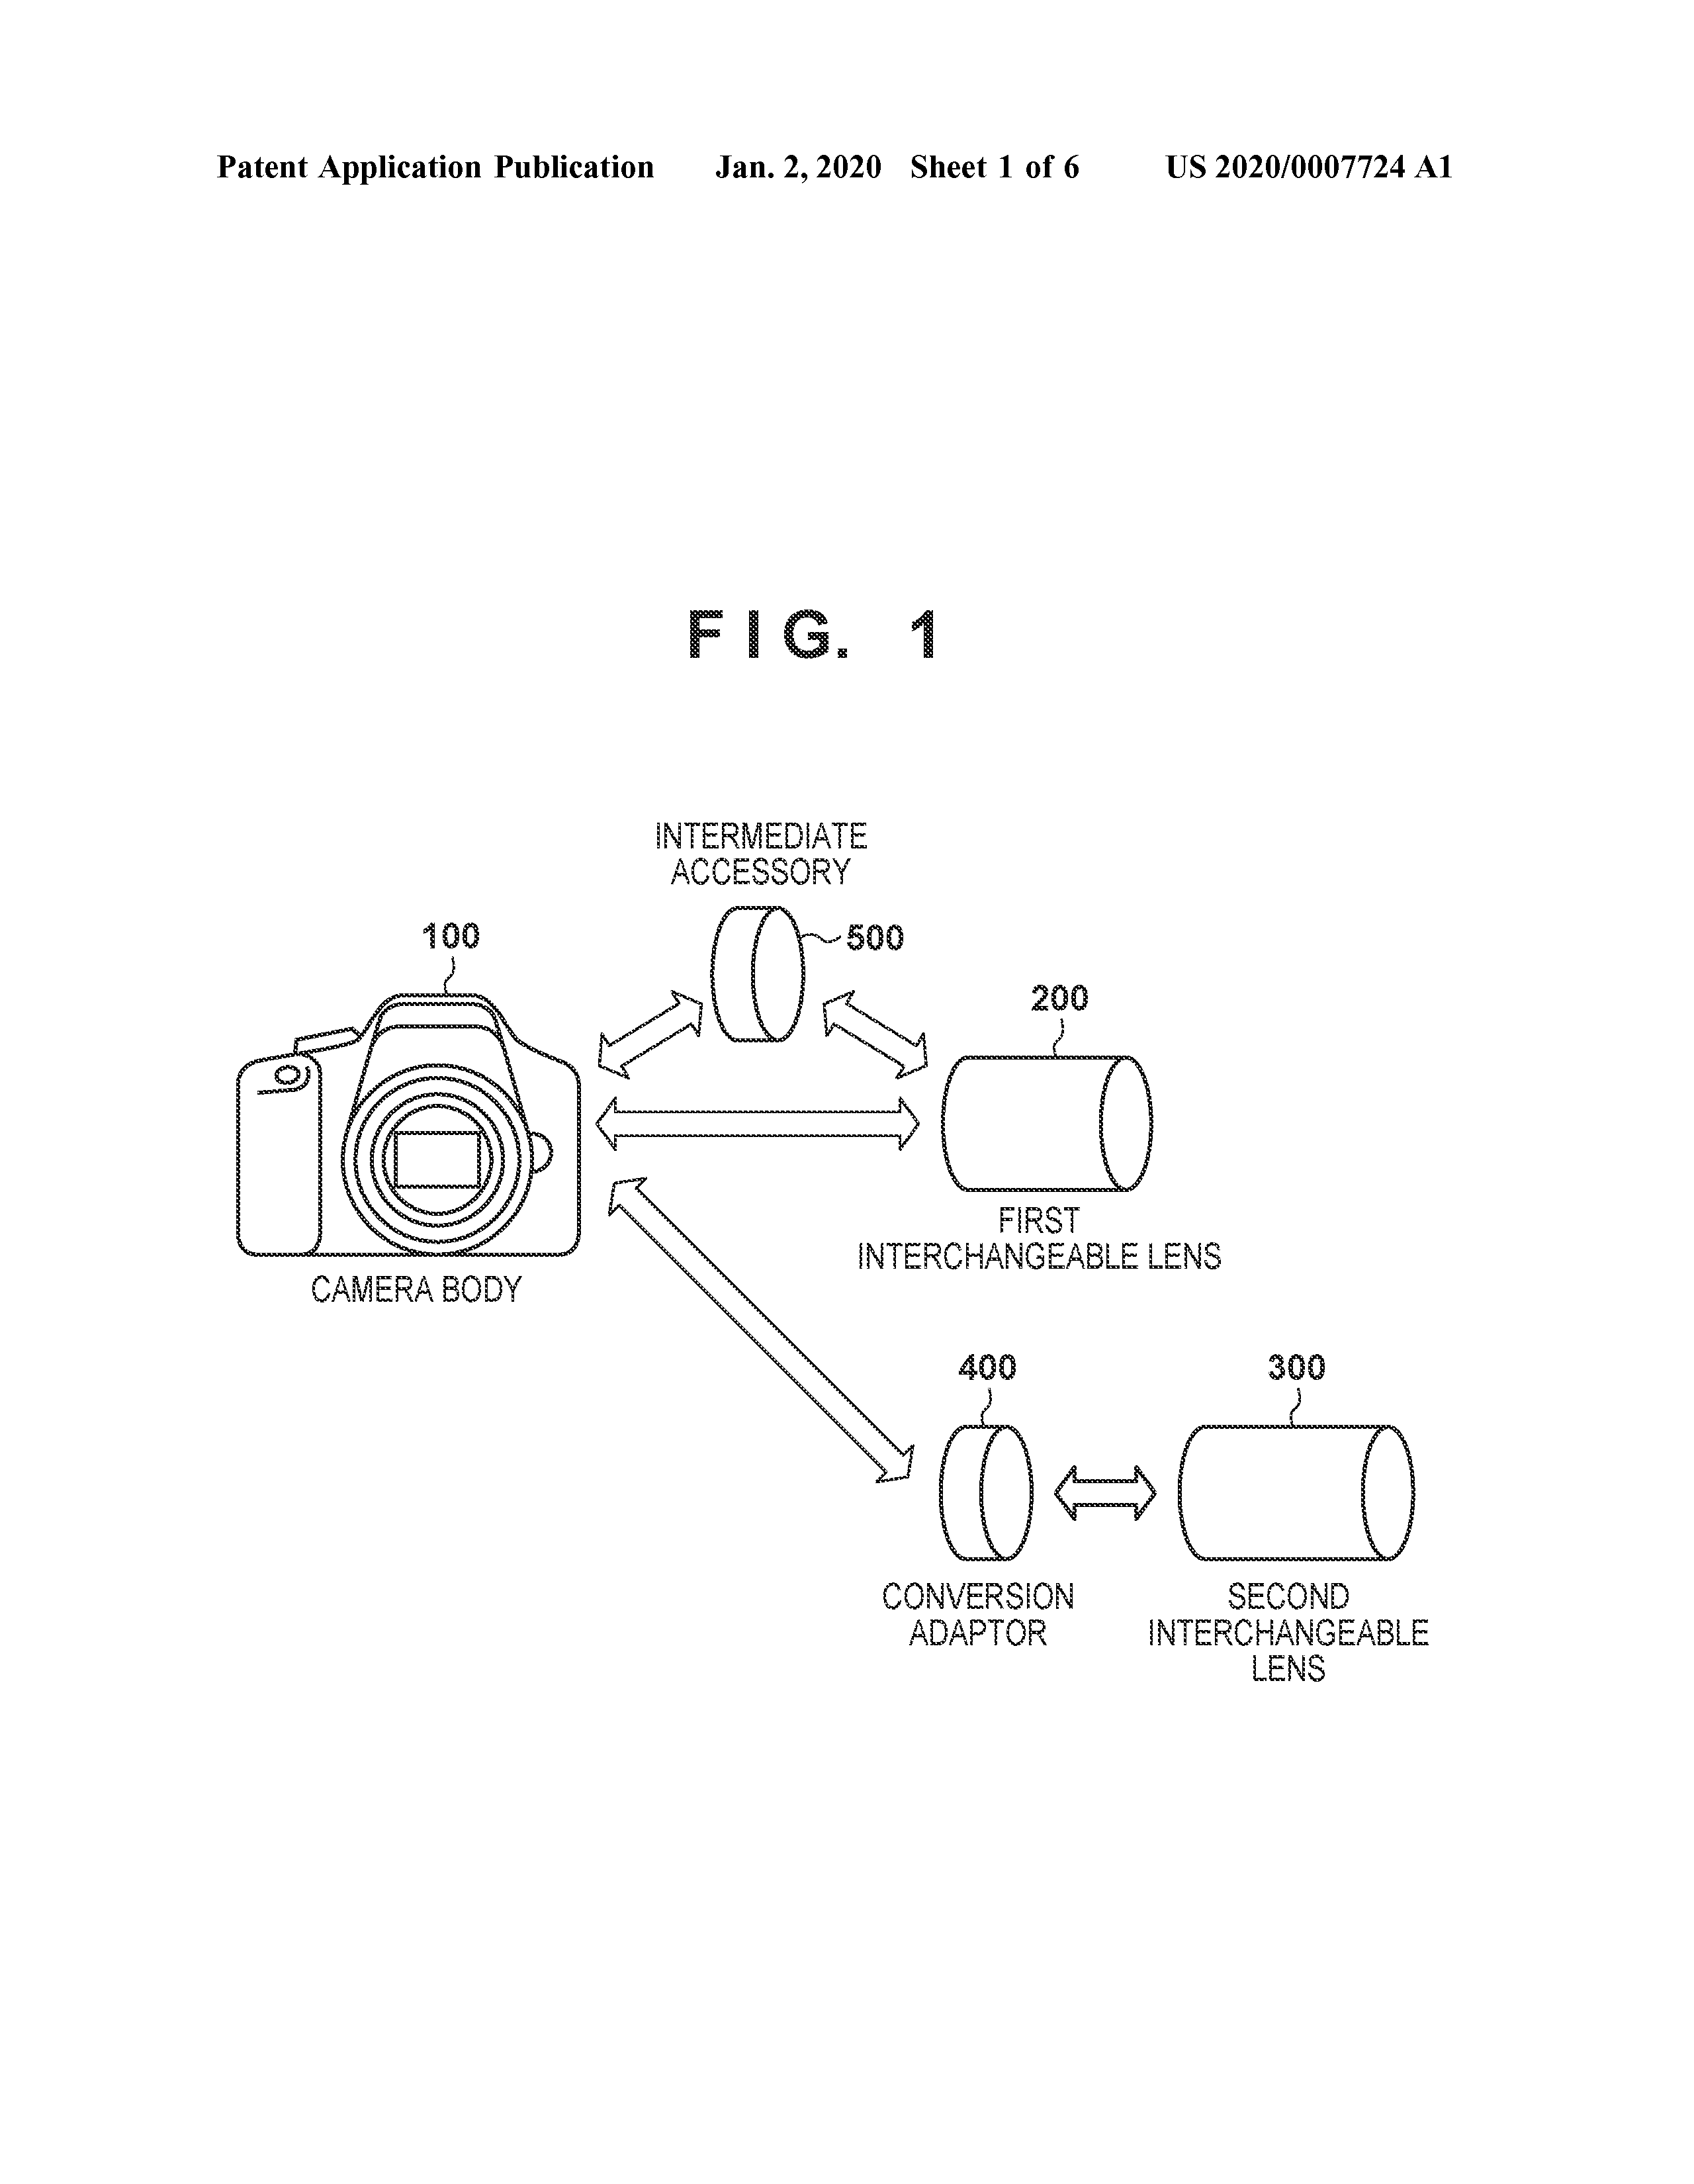 Patent Application Publication Jan. 2, 2020 Sheet 1 of 6 US 2020/0007724 A1
FIG. 1
INTERMEDIATE
ACCESSORY
500
100
200
CAMERA BODY
FIRST
INTERCHANGEABLE LENS
400
300
CONVERSION
ADAPTOR
SECOND
INTERCHANGEABLE
LENS